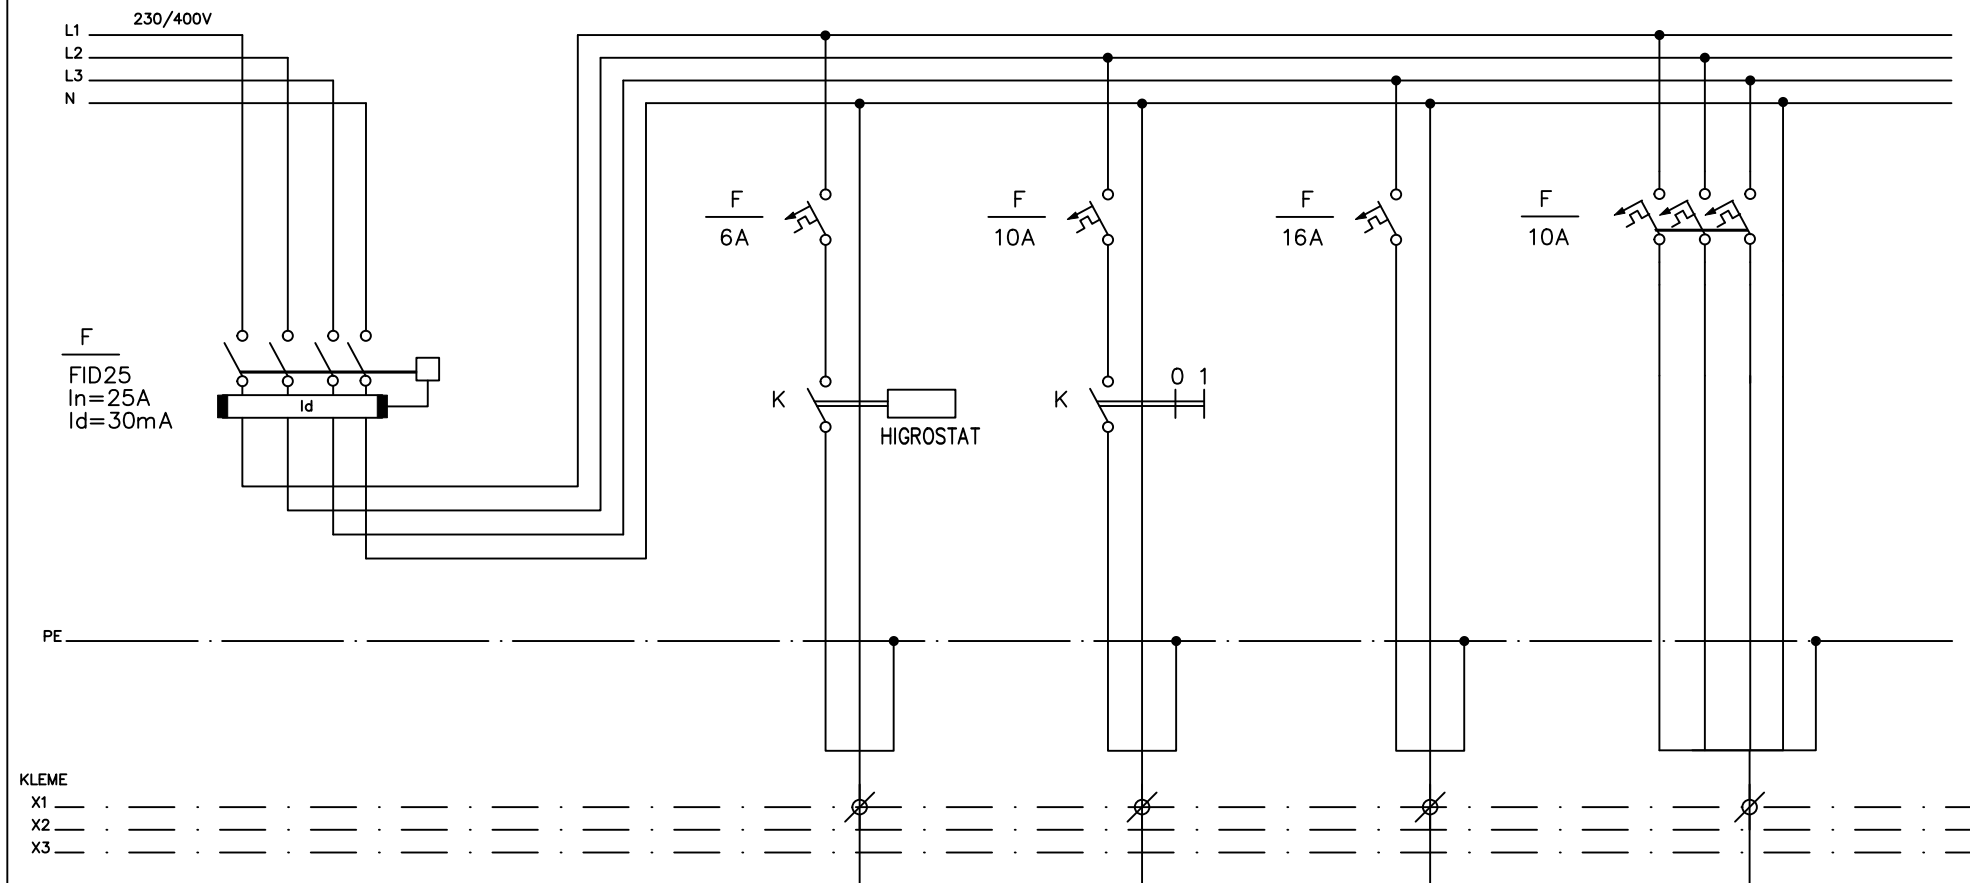 230/400V
L1
L2
L3
N
F
6A
F
10A
F
16A
F
10A
F
FID25
In=25A
Id=30mA
Id
K
HIGROSTAT
K
0 1
PE
KLEME
X1
X2
X3